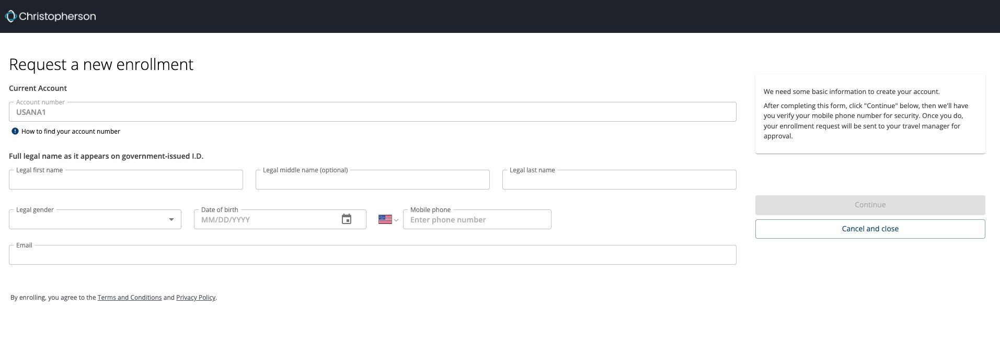 Christopherson
Request a new enrollment
Current Account
Account number
USANA1
How to find your account number
Full legal name as it appears on government-issued I.D.
Legal first name
Legal middle name (optional)
Legal last name
Legal gender
Date of birth
MM/DD/YYYY
Mobile phone
Enter phone number
Email
By enrolling, you agree to the Terms and Conditions and Privacy Policy.
We need some basic information to create your account.
After completing this form, click "Continue" below, then we'll have
you verify your mobile phone number for security. Once you do,
your enrollment request will be sent to your travel manager for
approval.
Continue
Cancel and close